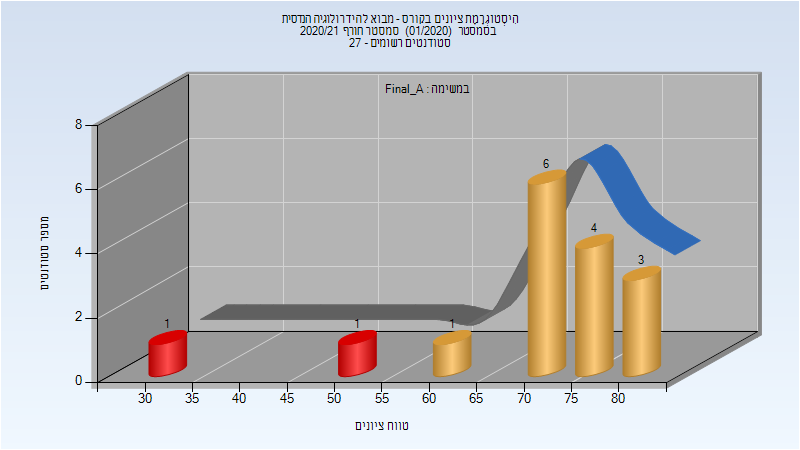 הִיסְטוֹגְרַמַת ציונים בקורס - מבוא להידרולוגיה הנדסית
בסמסטר (01/2020) סמסטר חורף 2020/21
סטודנטים רשומים - 27
במשימה : Final_A
8
6
4
2
0
מספר סטודנטים
1
1
1
6
4
3
30 35 40 45 50 55 60 65 70 75 80
טווח ציונים